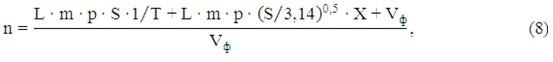 n = (L · m · p · S · 1/T + L · m · p · (S/3,14)^0,5 · X + V_ф) / V_ф, (8)